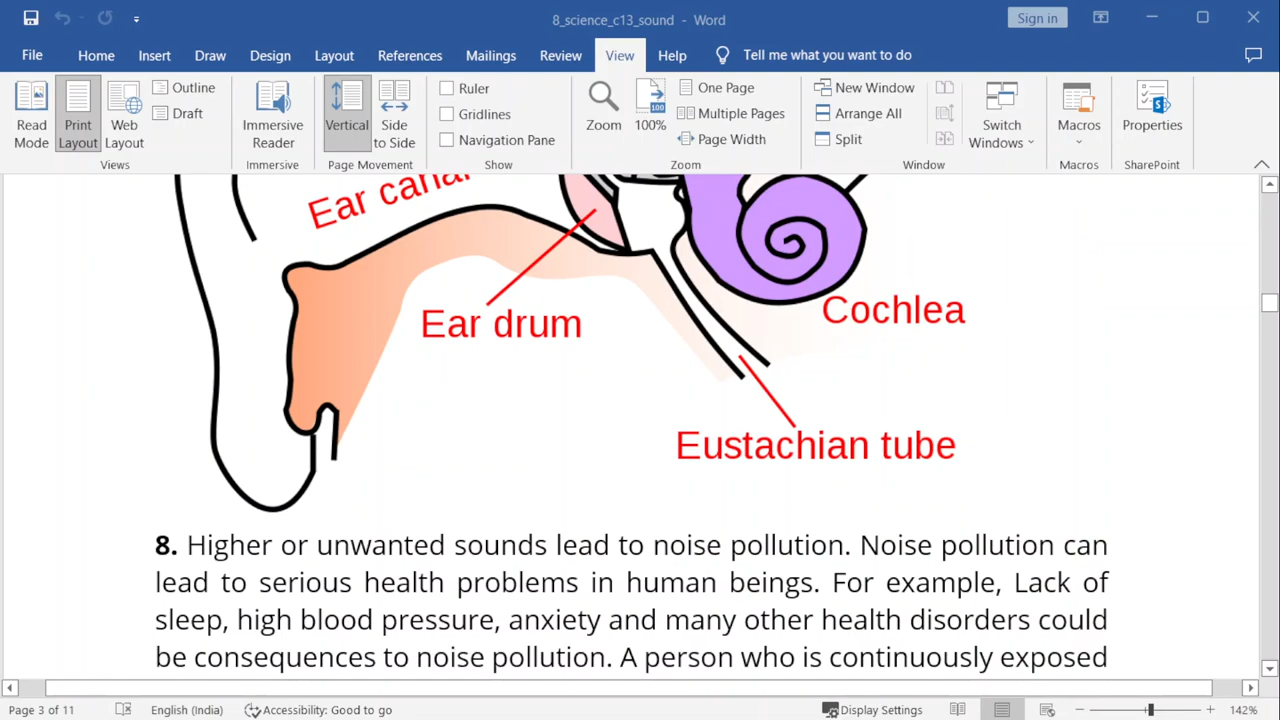 8_science_c13_sound - Word
Sign in
File Home Insert Draw Design Layout References Mailings Review View Help Tell me what you want to do
Read Mode
Print Layout
Web Layout
Outline
Draft
Views
Immersive Reader
Immersive
Vertical
Side to Side
Page Movement
Ruler
Gridlines
Navigation Pane
Show
Zoom
100
100%
One Page
Multiple Pages
Page Width
Zoom
New Window
Arrange All
Split
Switch Windows
Window
Macros
Macros
Properties
SharePoint
Ear canal
Ear drum
Cochlea
Eustachian tube
8. Higher or unwanted sounds lead to noise pollution. Noise pollution can
lead to serious health problems in human beings. For example, Lack of
sleep, high blood pressure, anxiety and many other health disorders could
be consequences to noise pollution. A person who is continuously exposed
Page 3 of 11 English (India) Accessibility: Good to go Display Settings 142%